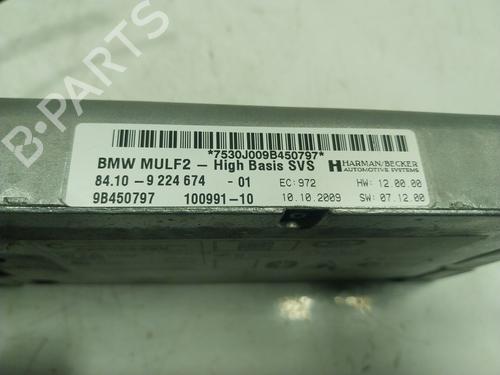 *7530J009B450797*
BMW MULF2 – High Basis SVS
HARMAN/BECKER
AUTOMOTIVE SYSTEMS
84.10- 9 224 674 - 01
EC: 972
HW: 12.00.00
9B450797
100991-10
10.10.2009
SW: 07.12.00
B-PARTS